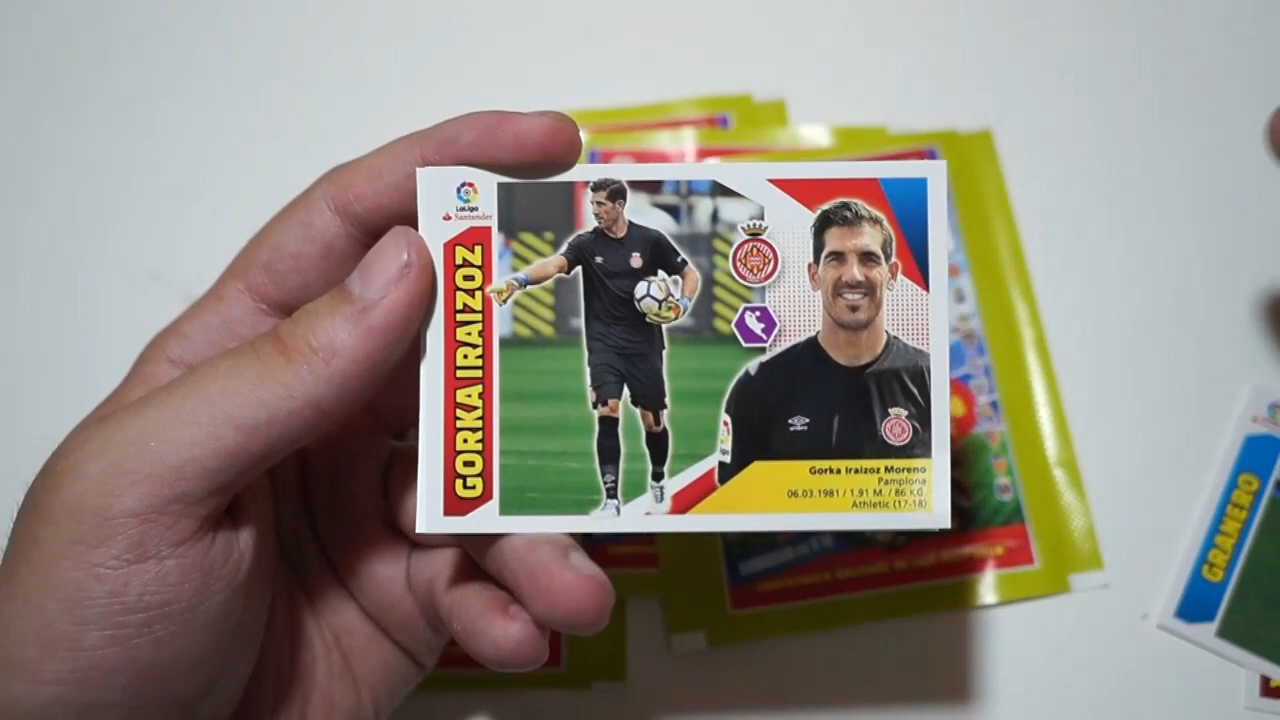 LaLiga
Santander
GORKA IRAIZOZ
umbro
Gorka Iraizoz Moreno
Pamplona
06.03.1981 / 1.91 M. / 86 KG.
Athletic (17-18)
GRANERO